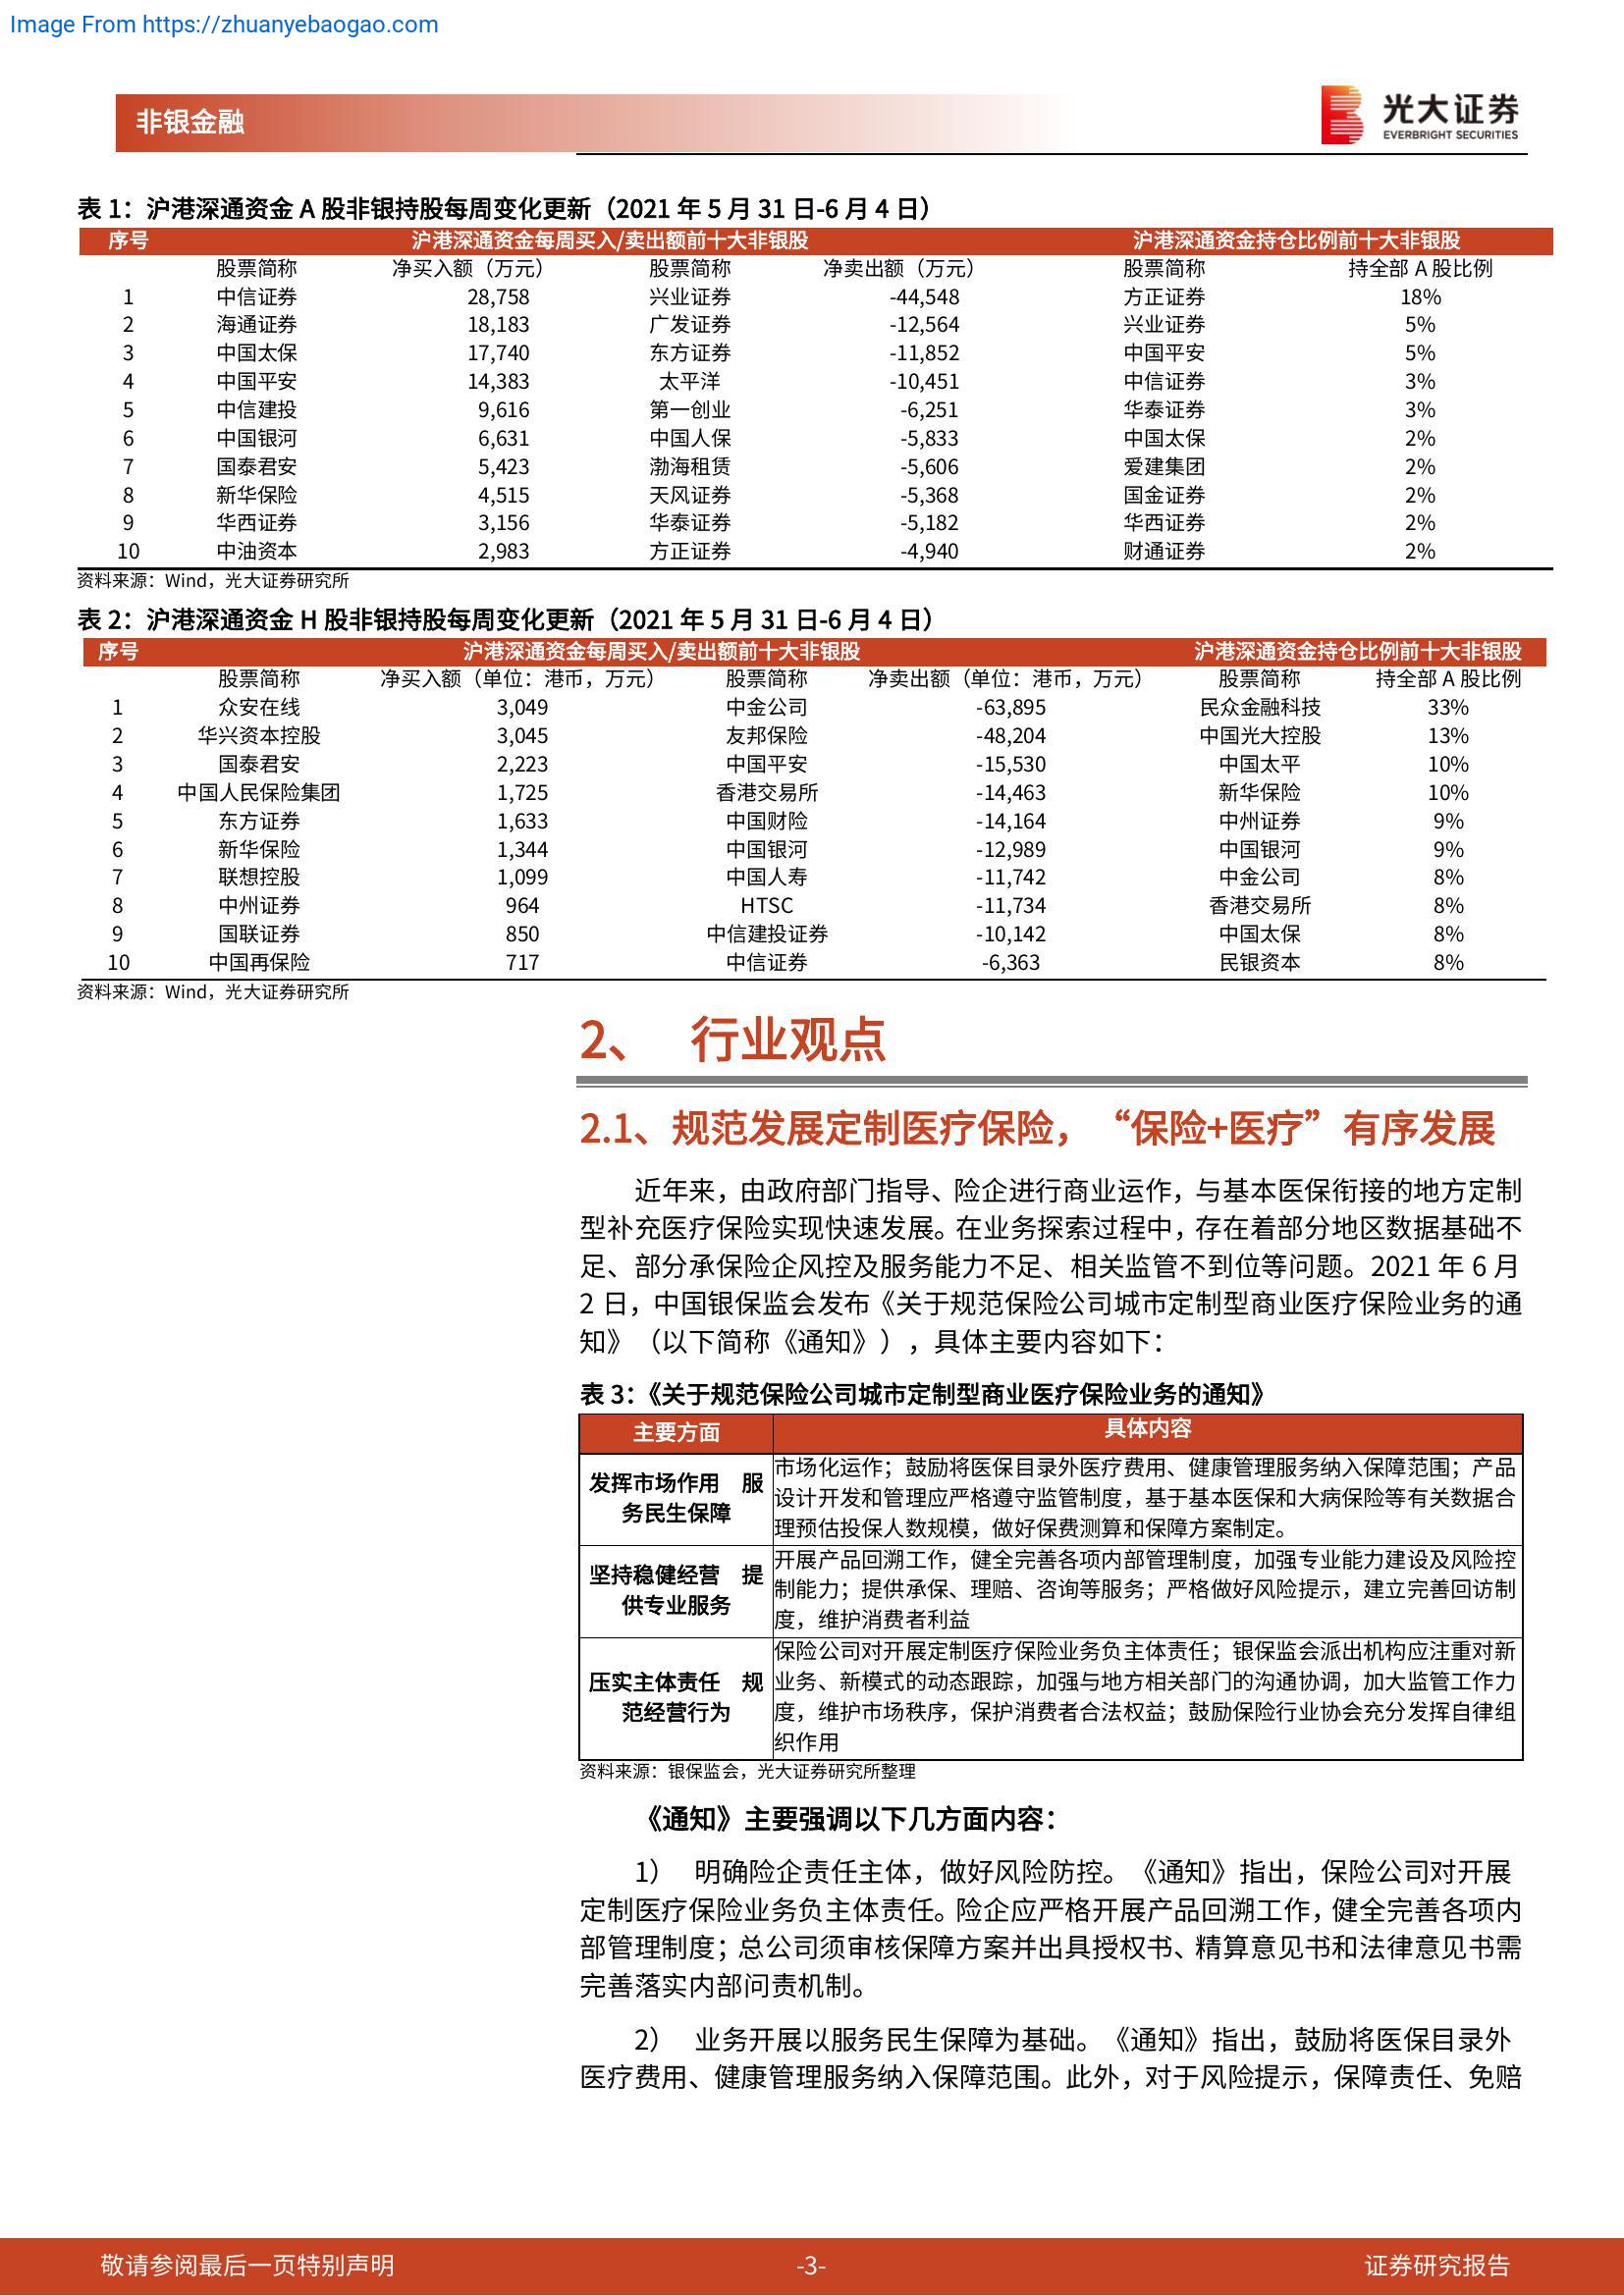 Image From https://zhuanyebaogao.com
非银金融
光大证券
EVERBRIGHT SECURITIES
表 1：沪港深通资金 A 股非银持股每周变化更新（2021 年 5 月 31 日-6 月 4 日）
序号 沪港深通资金每周买入/卖出额前十大非银股 沪港深通资金持仓比例前十大非银股
股票简称 净买入额（万元） 股票简称 净卖出额（万元） 股票简称 持全部 A 股比例
1 中信证券 28,758 兴业证券 -44,548 方正证券 18%
2 海通证券 18,183 广发证券 -12,564 兴业证券 5%
3 中国太保 17,740 东方证券 -11,852 中国平安 5%
4 中国平安 14,383 太平洋 -10,451 中信证券 3%
5 中信建投 9,616 第一创业 -6,251 华泰证券 3%
6 中国银河 6,631 中国人保 -5,833 中国太保 2%
7 国泰君安 5,423 渤海租赁 -5,606 爱建集团 2%
8 新华保险 4,515 天风证券 -5,368 国金证券 2%
9 华西证券 3,156 华泰证券 -5,182 华西证券 2%
10 中油资本 2,983 方正证券 -4,940 财通证券 2%
资料来源：Wind，光大证券研究所
表 2：沪港深通资金 H 股非银持股每周变化更新（2021 年 5 月 31 日-6 月 4 日）
序号 沪港深通资金每周买入/卖出额前十大非银股 沪港深通资金持仓比例前十大非银股
股票简称 净买入额（单位：港币，万元） 股票简称 净卖出额（单位：港币，万元） 股票简称 持全部 A 股比例
1 众安在线 3,049 中金公司 -63,895 民众金融科技 33%
2 华兴资本控股 3,045 友邦保险 -48,204 中国光大控股 13%
3 国泰君安 2,223 中国平安 -15,530 中国太平 10%
4 中国人民保险集团 1,725 香港交易所 -14,463 新华保险 10%
5 东方证券 1,633 中国财险 -14,164 中州证券 9%
6 新华保险 1,344 中国银河 -12,989 中国银河 9%
7 联想控股 1,099 中国人寿 -11,742 中金公司 8%
8 中州证券 964 HTSC -11,734 香港交易所 8%
9 国联证券 850 中信建投证券 -10,142 中国太保 8%
10 中国再保险 717 中信证券 -6,363 民银资本 8%
资料来源：Wind，光大证券研究所
2、 行业观点
2.1、规范发展定制医疗保险，“保险+医疗”有序发展
近年来，由政府部门指导、险企进行商业运作，与基本医保衔接的地方定制
型补充医疗保险实现快速发展。在业务探索过程中，存在着部分地区数据基础不
足、部分承保险企风控及服务能力不足、相关监管不到位等问题。2021 年 6 月
2 日，中国银保监会发布《关于规范保险公司城市定制型商业医疗保险业务的通
知》（以下简称《通知》），具体主要内容如下：
表 3：《关于规范保险公司城市定制型商业医疗保险业务的通知》
主要方面 具体内容
发挥市场作用 服
务民生保障
市场化运作；鼓励将医保目录外医疗费用、健康管理服务纳入保障范围；产品
设计开发和管理应严格遵守监管制度，基于基本医保和大病保险等有关数据合
理预估投保人数规模，做好保费测算和保障方案制定。
坚持稳健经营 提
供专业服务
开展产品回溯工作，健全完善各项内部管理制度，加强专业能力建设及风险控
制能力；提供承保、理赔、咨询等服务；严格做好风险提示，建立完善回访制
度，维护消费者利益
压实主体责任 规
范经营行为
保险公司对开展定制医疗保险业务负主体责任；银保监会派出机构应注重对新
业务、新模式的动态跟踪，加强与地方相关部门的沟通协调，加大监管工作力
度，维护市场秩序，保护消费者合法权益；鼓励保险行业协会充分发挥自律组
织作用
资料来源：银保监会，光大证券研究所整理
《通知》主要强调以下几方面内容：
1） 明确险企责任主体，做好风险防控。《通知》指出，保险公司对开展
定制医疗保险业务负主体责任。险企应严格开展产品回溯工作，健全完善各项内
部管理制度；总公司须审核保障方案并出具授权书、精算意见书和法律意见书需
完善落实内部问责机制。
2） 业务开展以服务民生保障为基础。《通知》指出，鼓励将医保目录外
医疗费用、健康管理服务纳入保障范围。此外，对于风险提示，保障责任、免赔
敬请参阅最后一页特别声明 -3- 证券研究报告